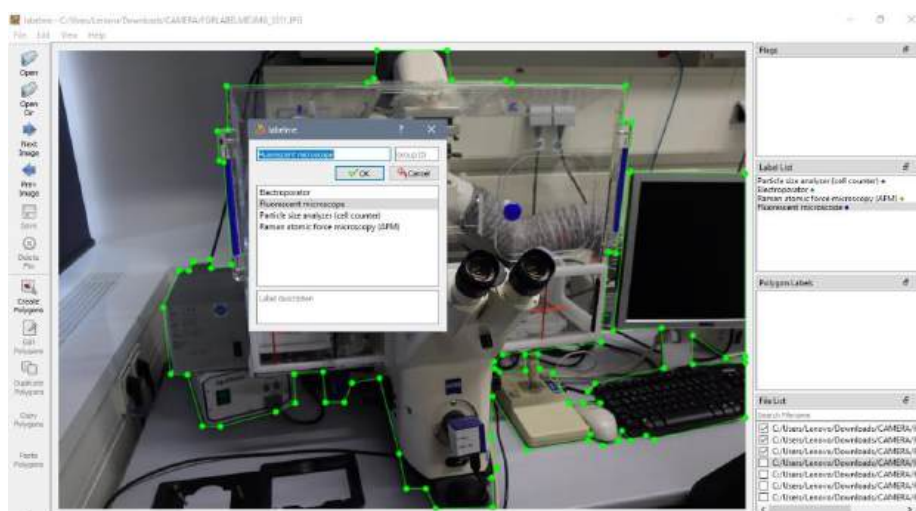 labelme - C:/Users/Lenovo/Downloads/CAMERA/FORLABELME/IMG_
File Edit View Help
Open
Open
Dir
Next
Image
Prev
Image
Save
Delete
File
Create
Polygons
Edit
Polygons
Duplicate
Polygons
Copy
Polygons
Paste
Polygons
labelme
? X
Fluorescent microscope
Group ID
OK
Cancel
Electroporator
Fluorescent microscope
Particle size analyzer (cell counter)
Raman atomic force microscopy (AFM)
Label description
Flags
Label List
Particle size analyzer (cell counter)
Electroporator
Raman atomic force microscopy (AFM)
Fluorescent microscope
Polygon Labels
File List
Search Filename
C:/Users/Lenovo/Downloads/CAMERA/
C:/Users/Lenovo/Downloads/CAMERA/
C:/Users/Lenovo/Downloads/CAMERA/
C:/Users/Lenovo/Downloads/CAMERA/
C:/Users/Lenovo/Downloads/CAMERA/
C:/Users/Lenovo/Downloads/CAMERA/
C:/Users/Lenovo/Downloads/CAMERA/